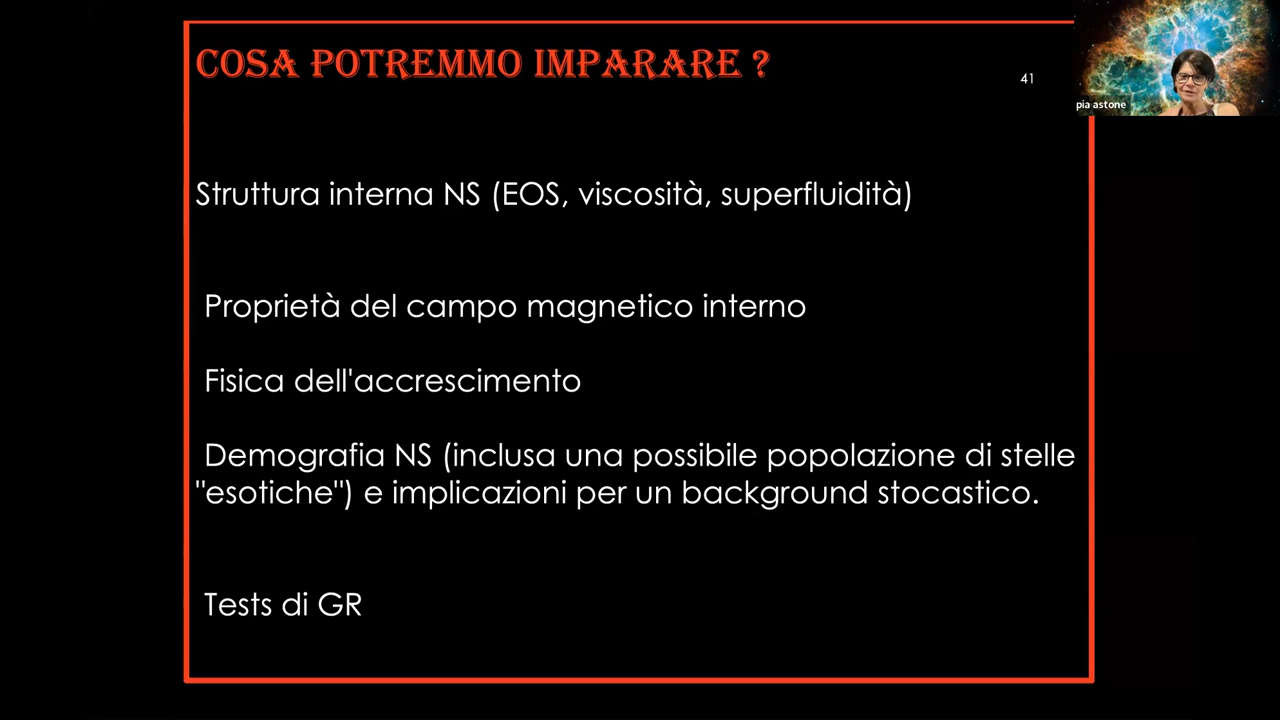 COSA POTREMMO IMPARARE ?
41
pia astone
Struttura interna NS (EOS, viscosità, superfluidità)
Proprietà del campo magnetico interno
Fisica dell'accrescimento
Demografia NS (inclusa una possibile popolazione di stelle
"esotiche") e implicazioni per un background stocastico.
Tests di GR